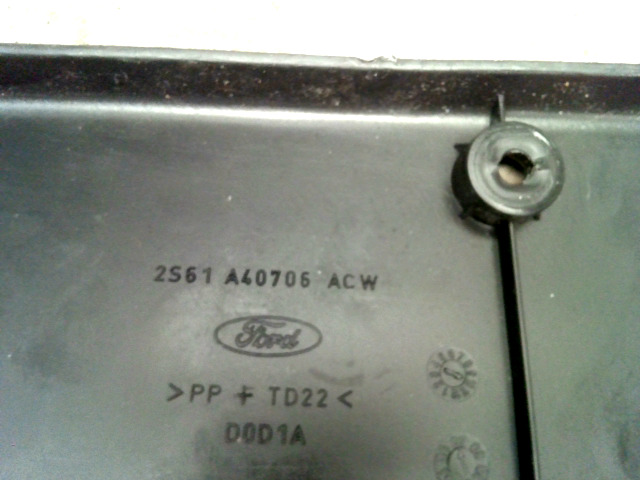 2S61 A40706 ACW
Ford
>PP + TD22<
D0D1A